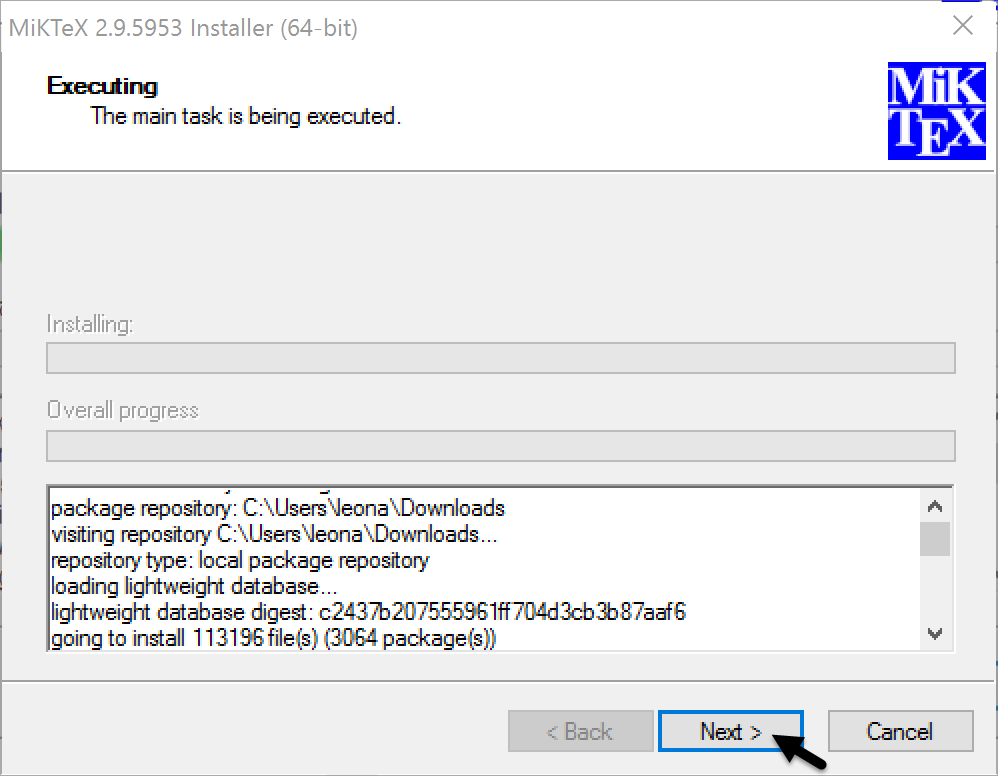 MiKTeX 2.9.5953 Installer (64-bit)
Executing
The main task is being executed.
MiK
TEX
Installing:
Overall progress
package repository: C:\Users\leona\Downloads
visiting repository C:\Users\leona\Downloads...
repository type: local package repository
loading lightweight database...
lightweight database digest: c2437b207555961ff704d3cb3b87aaf6
going to install 113196 file(s) (3064 package(s))
< Back
Next >
Cancel